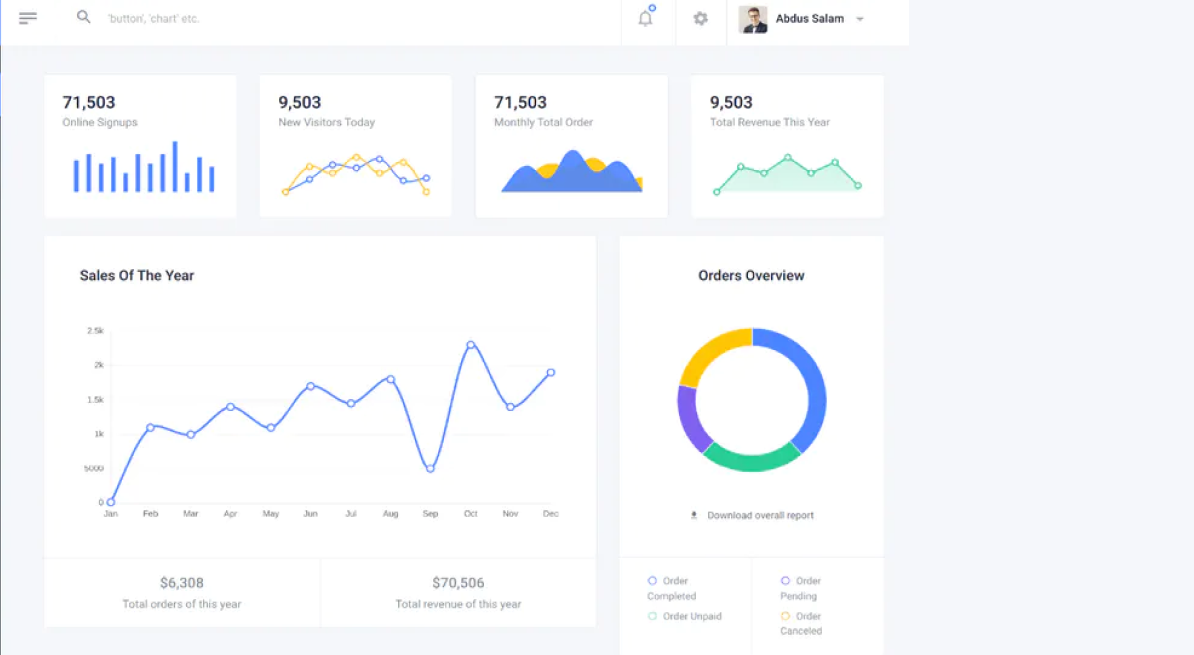 'button', 'chart' etc.
Abdus Salam
71,503
Online Signups
9,503
New Visitors Today
71,503
Monthly Total Order
9,503
Total Revenue This Year
Sales Of The Year
2.5k
2k
1.5k
1k
5000
0
Jan Feb Mar Apr May Jun Jul Aug Sep Oct Nov Dec
$6,308
Total orders of this year
$70,506
Total revenue of this year
Orders Overview
Download overall report
Order
Completed
Order
Pending
Order Unpaid
Order
Canceled